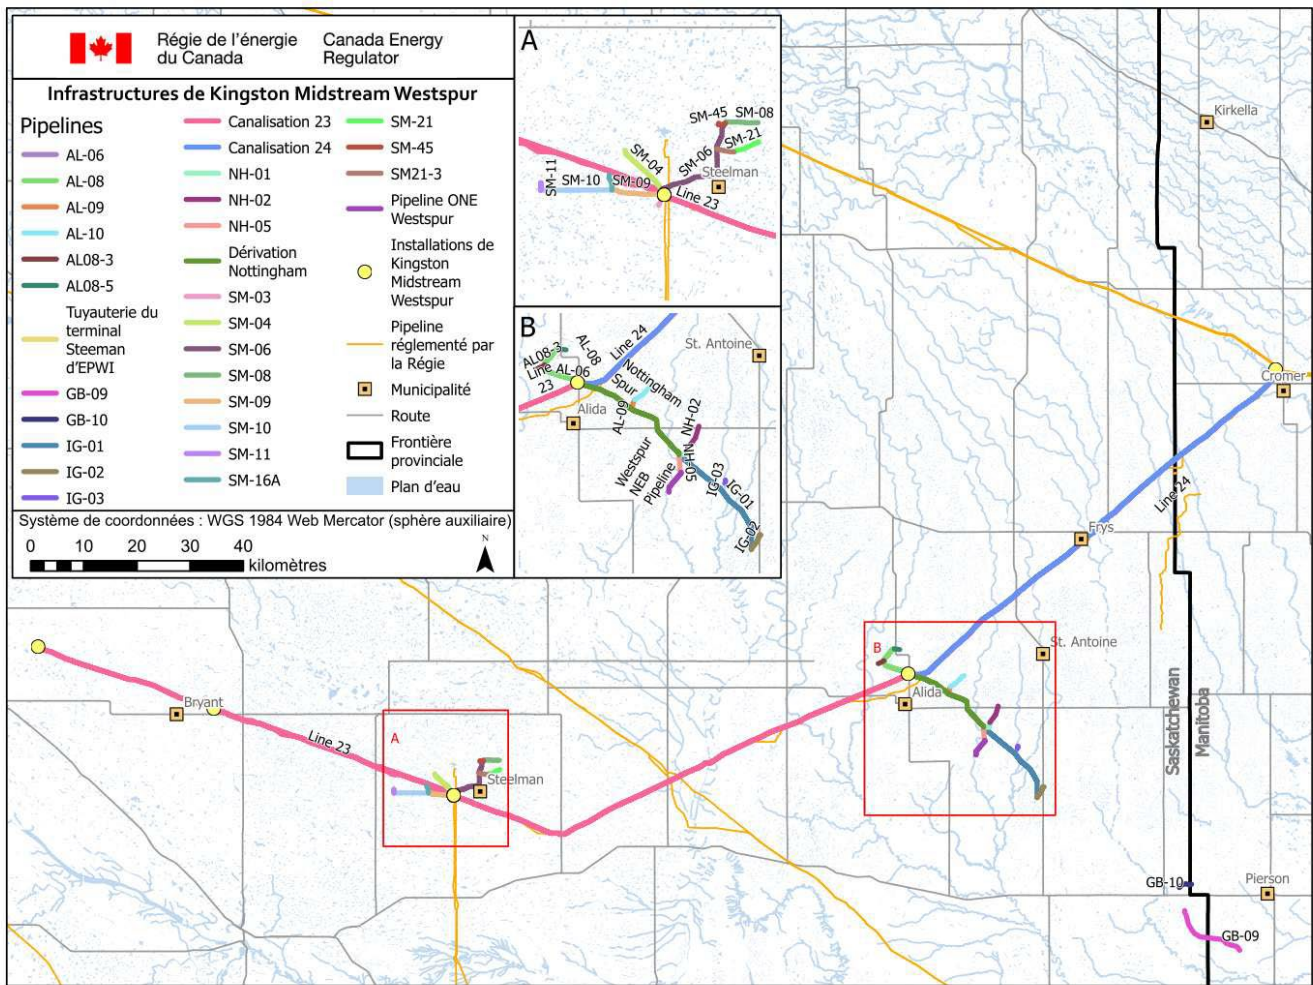 Régie de l'énergie
du Canada
Canada Energy
Regulator
Infrastructures de Kingston Midstream Westspur
Pipelines
AL-06
AL-08
AL-09
AL-10
AL08-3
AL08-5
Tuyauterie du
terminal
Steeman
d'EPWI
GB-09
GB-10
IG-01
IG-02
IG-03
Canalisation 23
Canalisation 24
NH-01
NH-02
NH-05
Dérivation
Nottingham
SM-03
SM-04
SM-06
SM-08
SM-09
SM-10
SM-11
SM-16A
SM-21
SM-45
SM21-3
Pipeline ONE
Westspur
Installations de
Kingston
Midstream
Westspur
Pipeline
réglementé par
la Régie
Municipalité
Route
Frontière
provinciale
Plan d'eau
Système de coordonnées : WGS 1984 Web Mercator (sphère auxiliaire)
0 10 20 30 40
kilomètres
N
A
SM-45
SM-08
SM-21
SM-06
SM-04
Steelman
SM-11
SM-10
SM-09
Line 23
B
Line 24
St. Antoine
AL08-3
AL-08
Line
23
AL-06
Nottingham
Spur
Alida
AL-09
NH-02
Westspur
NEB
Pipeline
NH-05
IG-03
IG-01
IG-02
Kirkella
Cromer
Line 24
Frys
St. Antoine
B
Alida
Saskatchewan
Manitoba
Bryant
Line 23
A
Steelman
GB-10
Pierson
GB-09